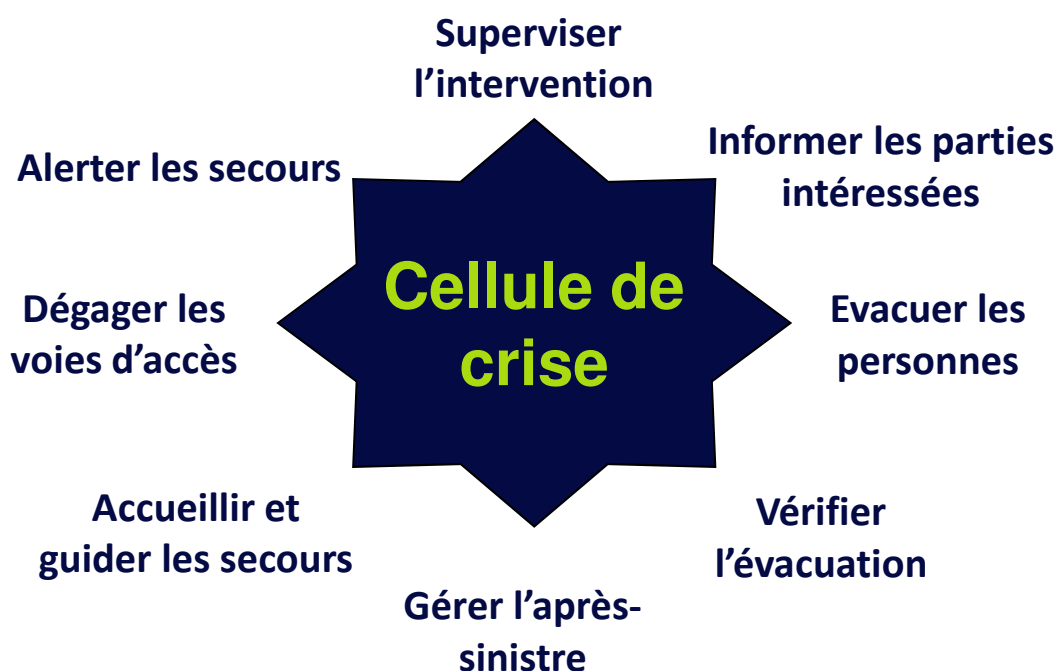 Superviser
l’intervention
Informer les parties
intéressées
Alerter les secours
Cellule de
crise
Dégager les
voies d’accès
Evacuer les
personnes
Accueillir et
guider les secours
Vérifier
l’évacuation
Gérer l’après-
sinistre